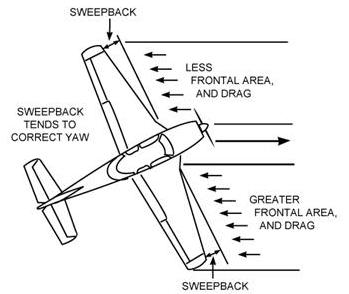 SWEEPBACK
LESS
FRONTAL AREA,
AND DRAG
SWEEPBACK
TENDS TO
CORRECT YAW
GREATER
FRONTAL AREA,
AND DRAG
SWEEPBACK